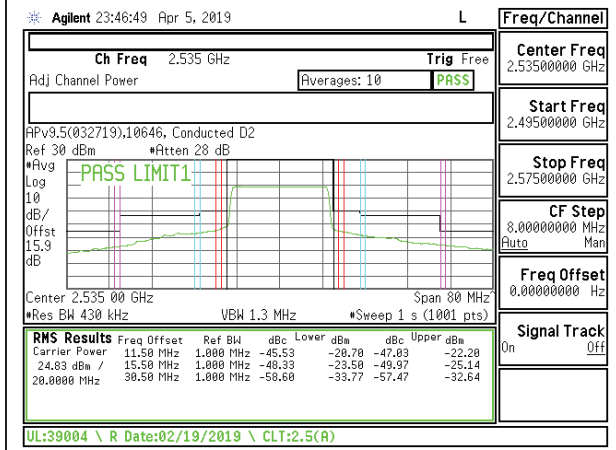 Agilent 23:46:49 Apr 5, 2019 L
Freq/Channel
Ch Freq 2.535 GHz Trig Free
Adj Channel Power Averages: 10 PASS
APv9.5(032719),10646, Conducted D2
Ref 30 dBm #Atten 28 dB
#Avg
Log
10
dB/
Offst
15.9
dB
PASS LIMIT1
Center 2.535 00 GHz Span 80 MHz^
#Res BW 430 kHz VBW 1.3 MHz #Sweep 1 s (1001 pts)
RMS Results Freq Offset Ref BW dBc Lower dBm dBc Upper dBm
Carrier Power 11.50 MHz 1.000 MHz -45.53 -20.70 -47.03 -22.20
24.83 dBm / 15.50 MHz 1.000 MHz -48.33 -23.50 -49.97 -25.14
20.0000 MHz 30.50 MHz 1.000 MHz -58.60 -33.77 -57.47 -32.64
UL:39004 \ R Date:02/19/2019 \ CLT:2.5(A)
Center Freq
2.53500000 GHz
Start Freq
2.49500000 GHz
Stop Freq
2.57500000 GHz
CF Step
8.00000000 MHz
Auto Man
Freq Offset
0.00000000 Hz
Signal Track
On Off